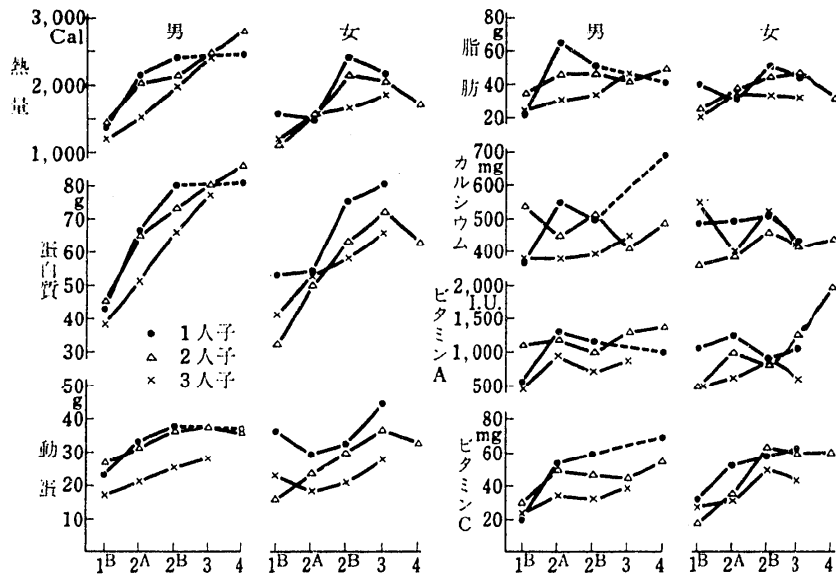 男
女
3,000
Cal
2,000
1,000
熱量
80
g
70
60
50
40
30
蛋白質
● 1人子
△ 2人子
× 3人子
50
g
40
30
20
10
動蛋
1B 2A 2B 3 4
1B 2A 2B 3 4
男
女
g
60
40
20
脂肪
700
mg
600
500
400
カルシウム
2,000
I.U.
1,500
1,000
500
ビタミンA
80
mg
60
40
20
ビタミンC
1B 2A 2B 3 4
1B 2A 2B 3 4